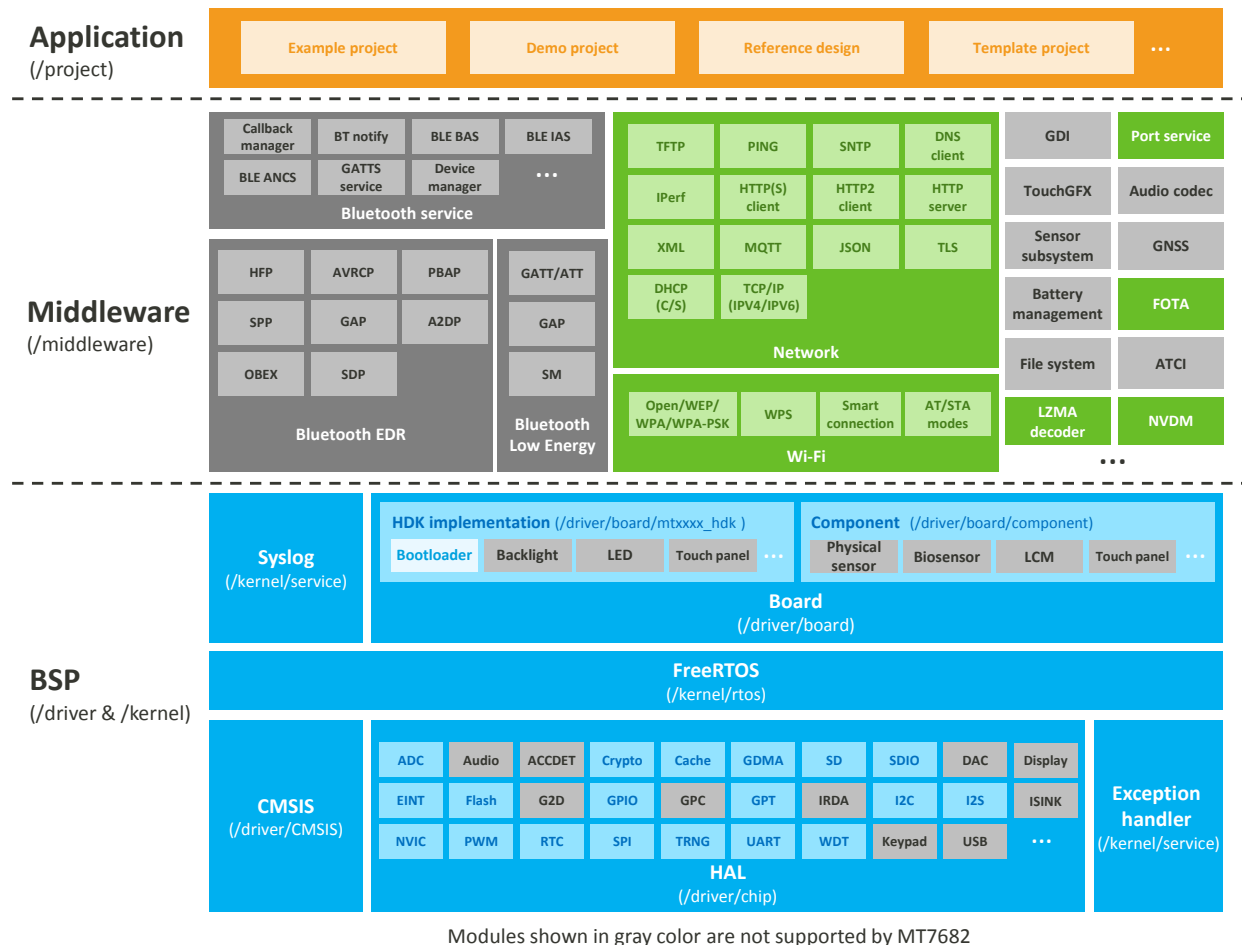 Application
(/project)
Example project
Demo project
Reference design
Template project
...
Middleware
(/middleware)
Callback
manager
BT notify
BLE BAS
BLE IAS
BLE ANCS
GATTS
service
Device
manager
...
Bluetooth service
HFP
AVRCP
PBAP
SPP
GAP
A2DP
OBEX
SDP
Bluetooth EDR
GATT/ATT
GAP
SM
Bluetooth
Low Energy
TFTP
PING
SNTP
DNS
client
IPerf
HTTP(S)
client
HTTP2
client
HTTP
server
XML
MQTT
JSON
TLS
DHCP
(C/S)
TCP/IP
(IPV4/IPV6)
Network
Open/WEP/
WPA/WPA-PSK
WPS
Smart
connection
AT/STA
modes
Wi-Fi
GDI
Port service
TouchGFX
Audio codec
Sensor
subsystem
GNSS
Battery
management
FOTA
File system
ATCI
LZMA
decoder
NVDM
...
BSP
(/driver & /kernel)
Syslog
(/kernel/service)
HDK implementation (/driver/board/mtxxxx_hdk )
Bootloader
Backlight
LED
Touch panel
...
Component (/driver/board/component)
Physical
sensor
Biosensor
LCM
Touch panel
...
Board
(/driver/board)
FreeRTOS
(/kernel/rtos)
CMSIS
(/driver/CMSIS)
ADC
Audio
ACCDET
Crypto
Cache
GDMA
SD
SDIO
DAC
Display
EINT
Flash
G2D
GPIO
GPC
GPT
IRDA
I2C
I2S
ISINK
NVIC
PWM
RTC
SPI
TRNG
UART
WDT
Keypad
USB
...
HAL
(/driver/chip)
Exception
handler
(/kernel/service)
Modules shown in gray color are not supported by MT7682